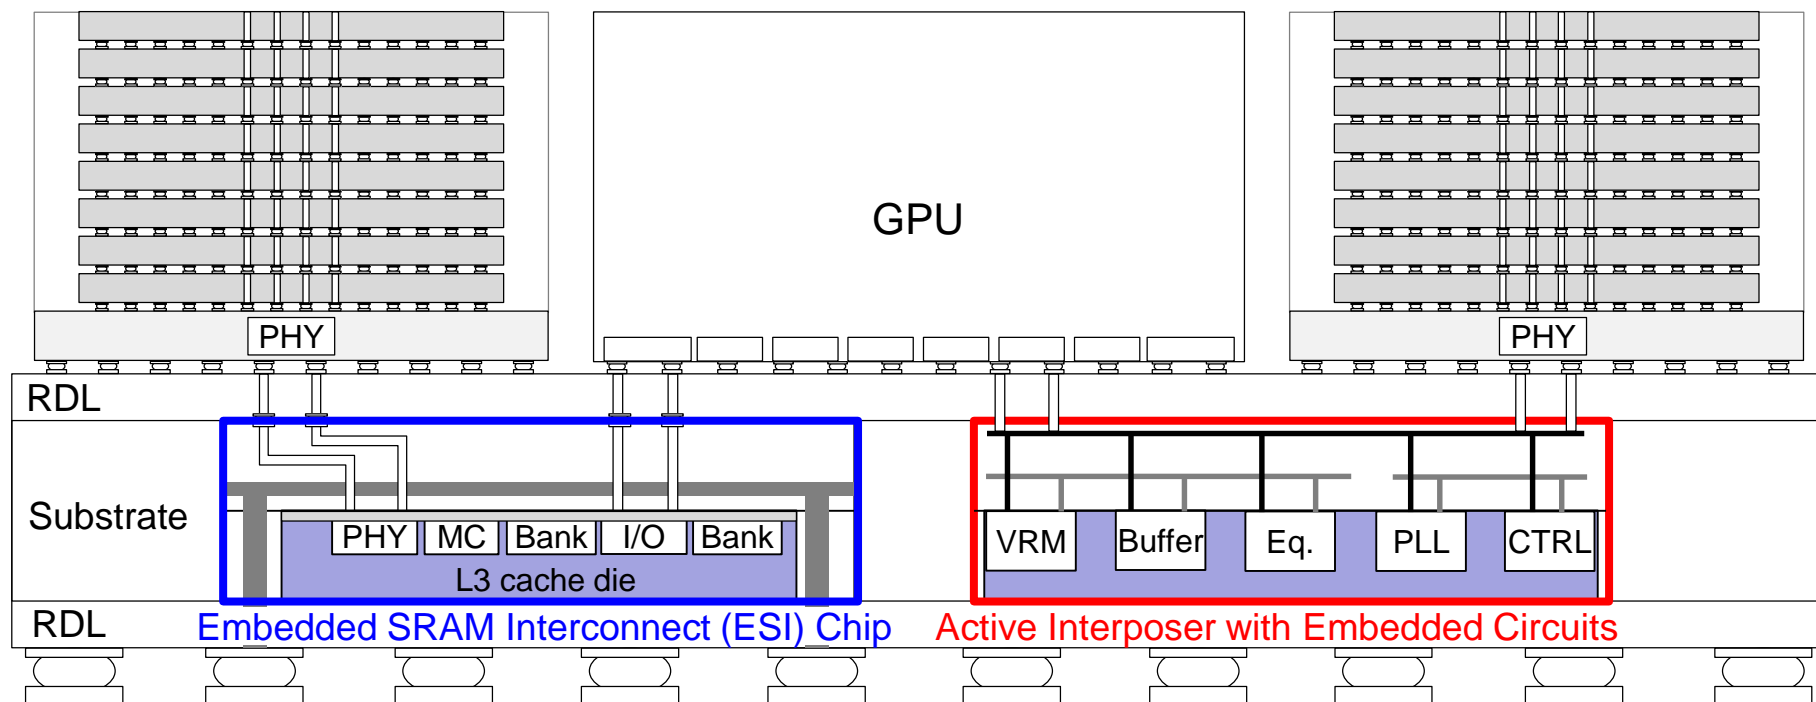 GPU
PHY
PHY
RDL
Substrate
PHY MC Bank I/O Bank
L3 cache die
VRM Buffer Eq. PLL CTRL
RDL
Embedded SRAM Interconnect (ESI) Chip
Active Interposer with Embedded Circuits